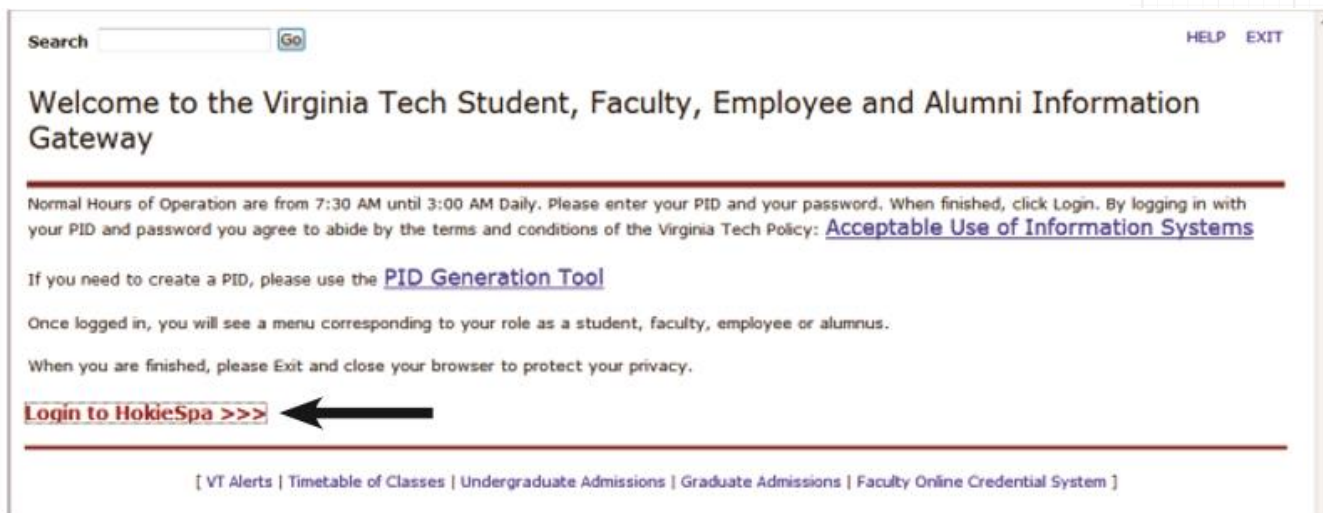 Search Go HELP EXIT
Welcome to the Virginia Tech Student, Faculty, Employee and Alumni Information
Gateway
Normal Hours of Operation are from 7:30 AM until 3:00 AM Daily. Please enter your PID and your password. When finished, click Login. By logging in with
your PID and password you agree to abide by the terms and conditions of the Virginia Tech Policy: Acceptable Use of Information Systems
If you need to create a PID, please use the PID Generation Tool
Once logged in, you will see a menu corresponding to your role as a student, faculty, employee or alumnus.
When you are finished, please Exit and close your browser to protect your privacy.
Login to HokieSpa >>>
[ VT Alerts | Timetable of Classes | Undergraduate Admissions | Graduate Admissions | Faculty Online Credential System ]